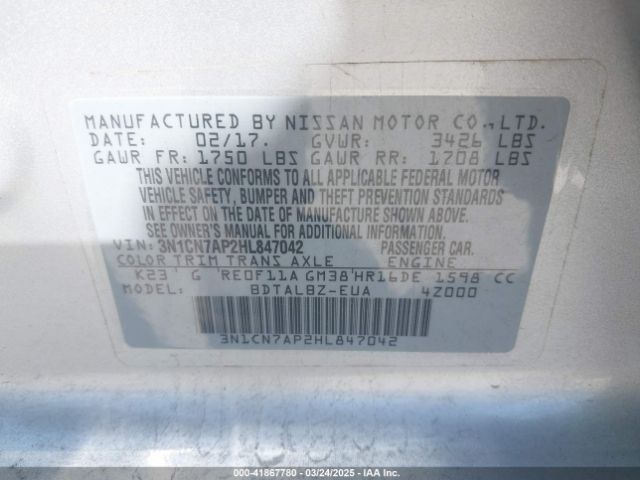 MANUFACTURED BY NISSAN MOTOR CO., LTD.
DATE: 02/17. GVWR: 3426 LBS
GAWR FR: 1750 LBS GAWR RR: 1708 LBS
THIS VEHICLE CONFORMS TO ALL APPLICABLE FEDERAL MOTOR
VEHICLE SAFETY, BUMPER AND THEFT PREVENTION STANDARDS
IN EFFECT ON THE DATE OF MANUFACTURE SHOWN ABOVE.
SEE OWNER'S MANUAL FOR ADDITIONAL INFORMATION.
VIN: 3N1CN7AP2HL847042 PASSENGER CAR.
COLOR TRIM TRANS AXLE ENGINE
K23 G RE0F11A GM38 HR16DE 1598 CC
MODEL: BDTALBZ-EUA 4Z000
3N1CN7AP2HL847042
000-41867780 - 03/24/2025 - IAA Inc.